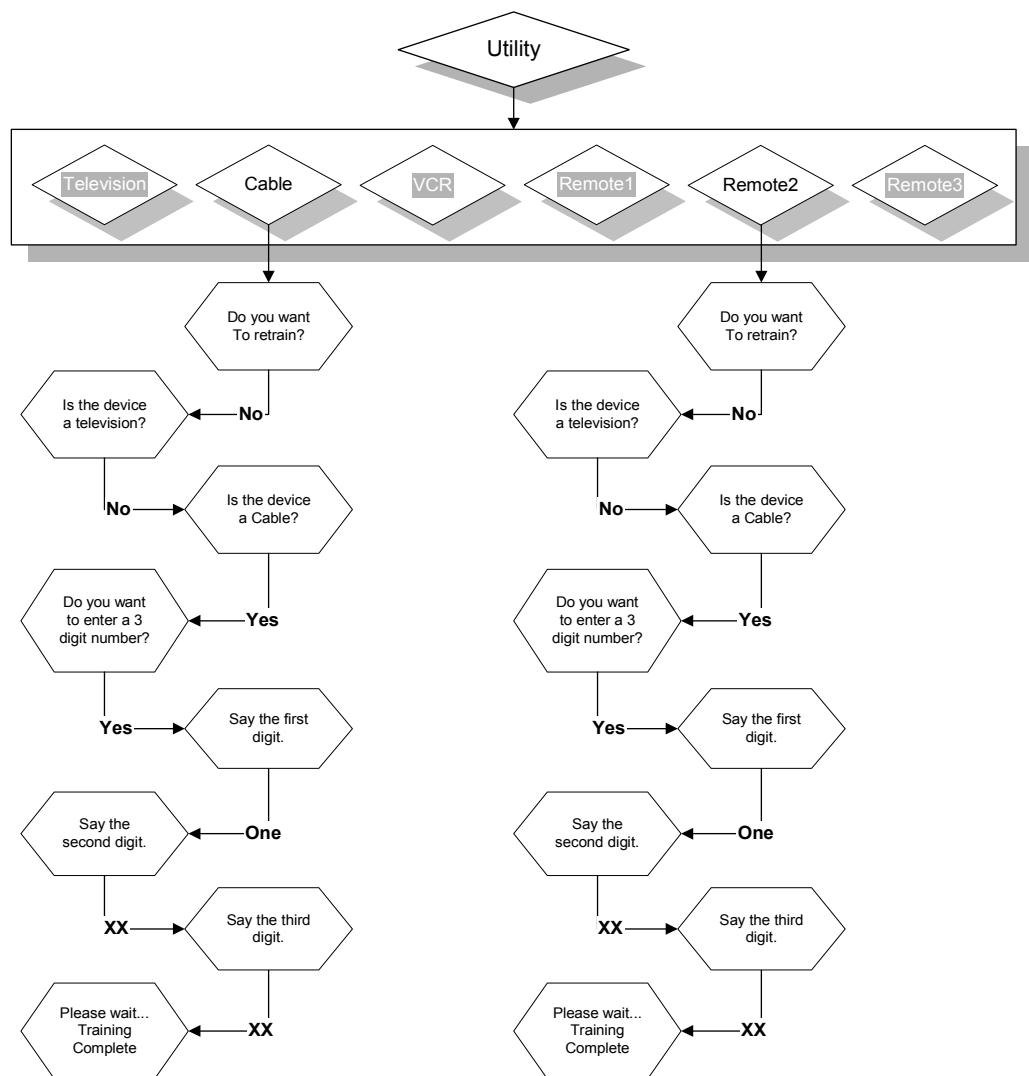 Utility
Television
Cable
VCR
Remote1
Remote2
Remote3
Do you want
To retrain?
No
Is the device
a television?
No
Is the device
a Cable?
Yes
Do you want
to enter a 3
digit number?
Yes
Say the first
digit.
One
Say the
second digit.
XX
Say the third
digit.
XX
Please wait...
Training
Complete
Do you want
To retrain?
No
Is the device
a television?
No
Is the device
a Cable?
Yes
Do you want
to enter a 3
digit number?
Yes
Say the first
digit.
One
Say the
second digit.
XX
Say the third
digit.
XX
Please wait...
Training
Complete